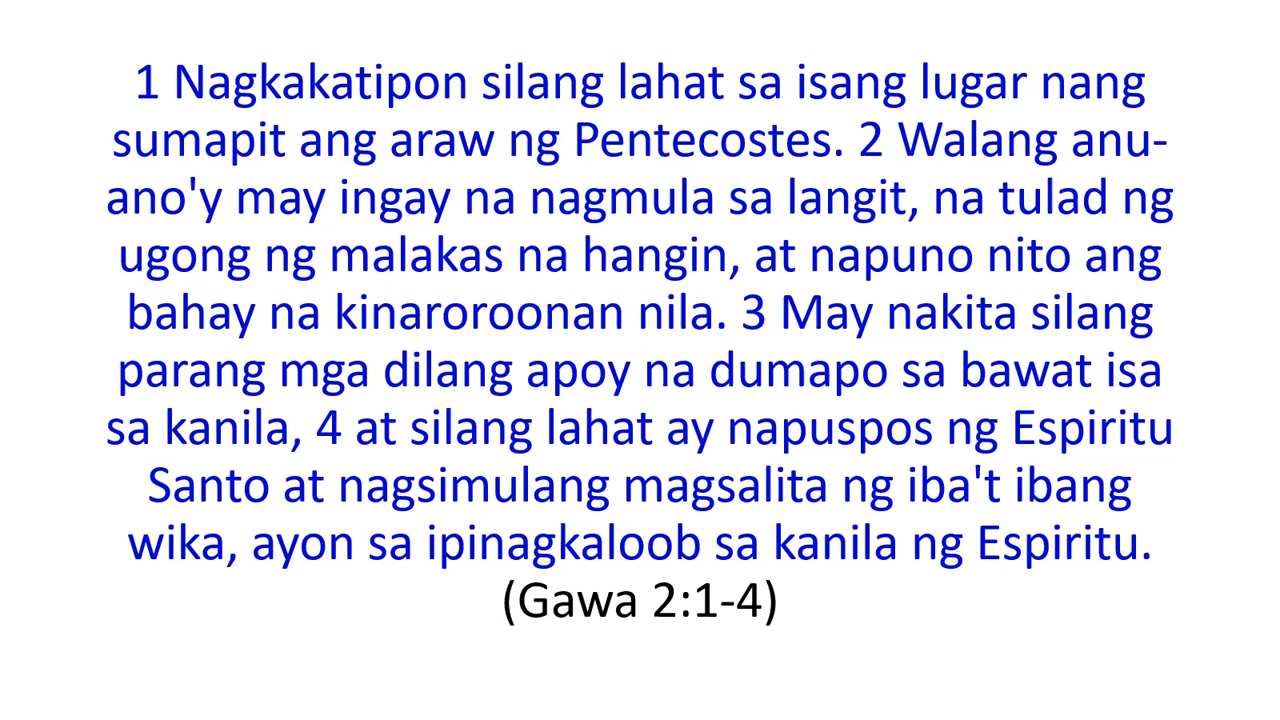 1 Nagkakatipon silang lahat sa isang lugar nang
sumapit ang araw ng Pentecostes. 2 Walang anu-
ano'y may ingay na nagmula sa langit, na tulad ng
ugong ng malakas na hangin, at napuno nito ang
bahay na kinaroroonan nila. 3 May nakita silang
parang mga dilang apoy na dumapo sa bawat isa
sa kanila, 4 at silang lahat ay napuspos ng Espiritu
Santo at nagsimulang magsalita ng iba't ibang
wika, ayon sa ipinagkaloob sa kanila ng Espiritu.
(Gawa 2:1-4)